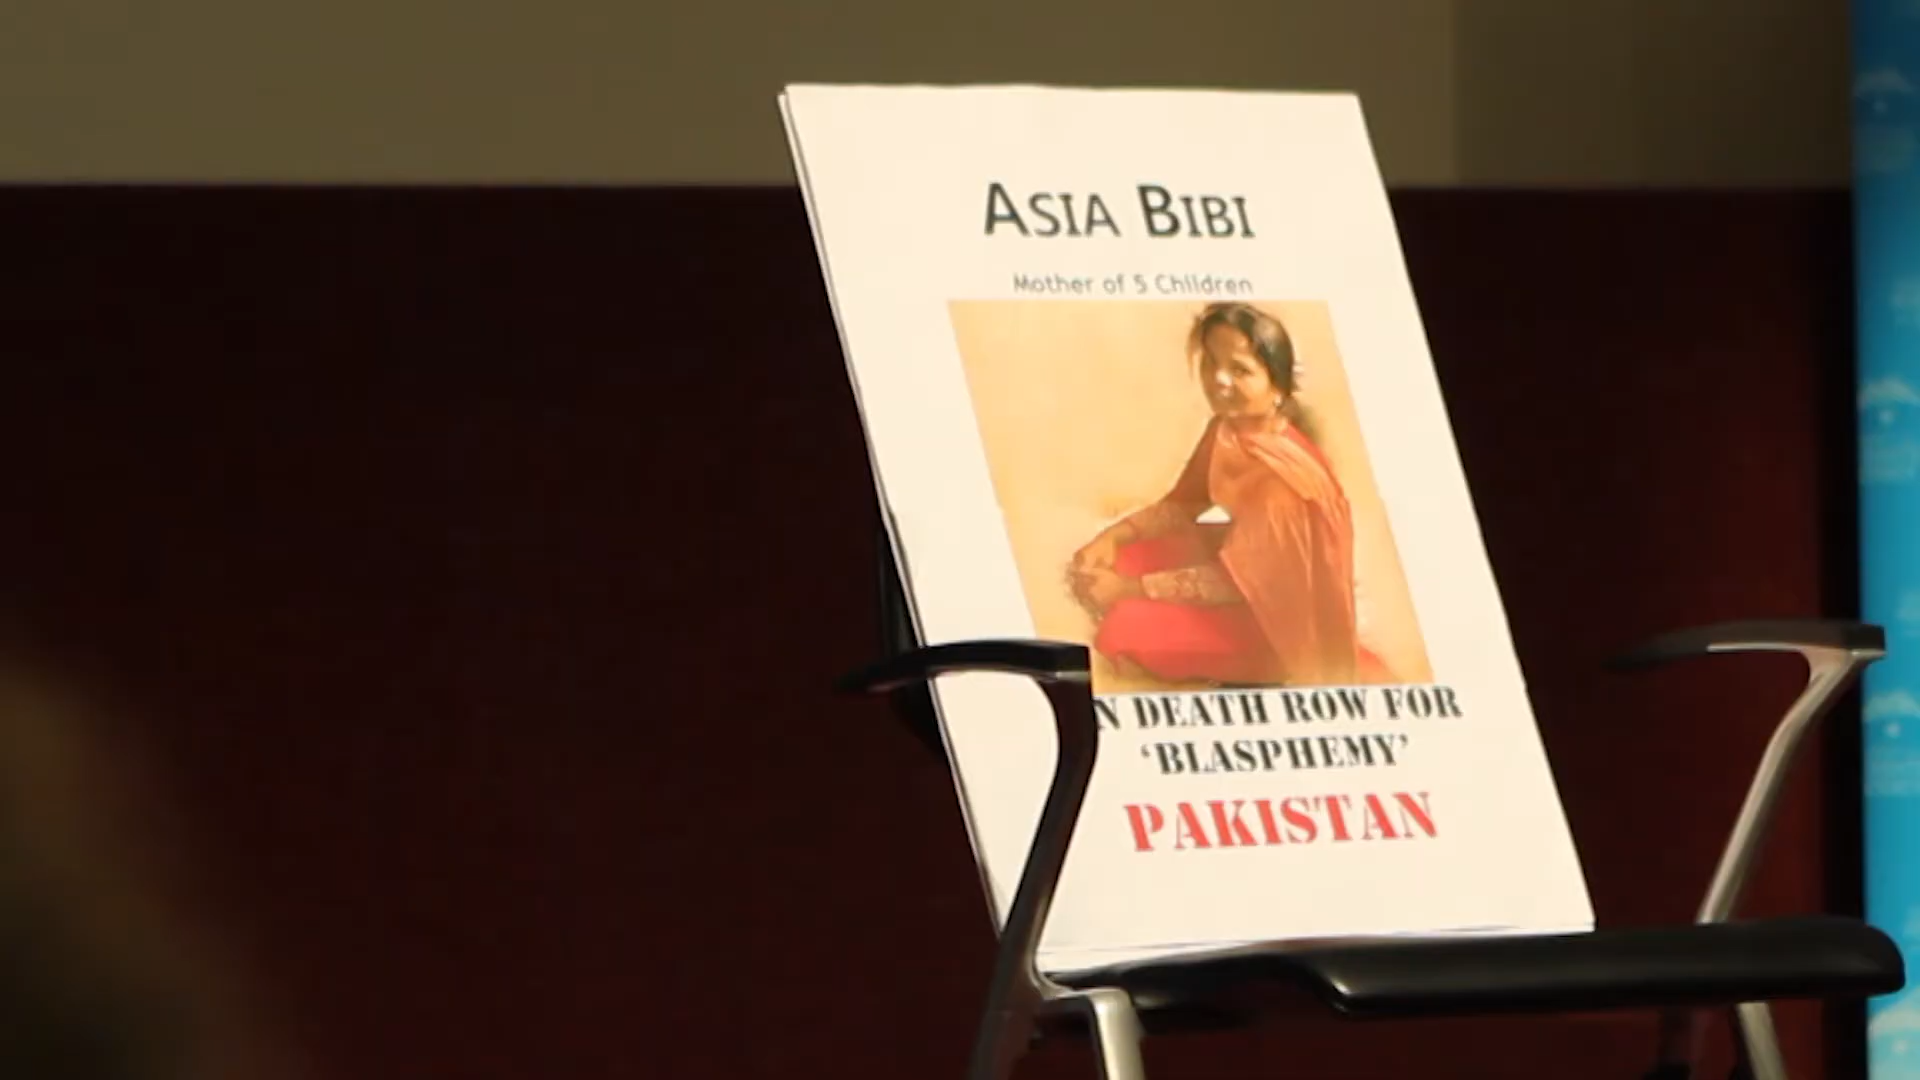 ASIA BIBI
Mother of 5 Children
N DEATH ROW FOR
‘BLASPHEMY’
PAKISTAN